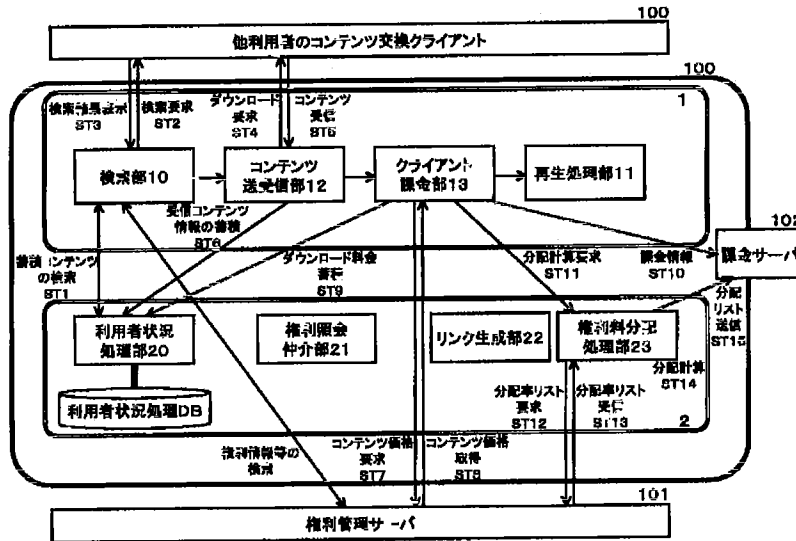 100
他利用者のコンテンツ交換クライアント
100
1
検索結果表示
ST3
検索要求
ST2
ダウンロード
要求
ST4
コンテンツ
受信
ST5
検索部10
コンテンツ
送受信部12
クライアント
課金部13
再生処理部11
受信コンテンツ
情報の蓄積
ST6
102
課金サーバ
蓄積コンテンツ
の検索
ST1
ダウンロード料金
蓄積
ST9
分配計算要求
ST11
課金情報
ST10
分配
リスト
送信
ST15
利用者状況
処理部20
権利照会
仲介部21
リンク生成部22
権利料分配
処理部23
分配計算
ST14
利用者状況処理DB
分配率リスト
要求
ST12
分配率リスト
受信
ST13
2
権利情報等の
検索
コンテンツ価格
要求
ST7
コンテンツ価格
取得
ST8
101
権利管理サーバ